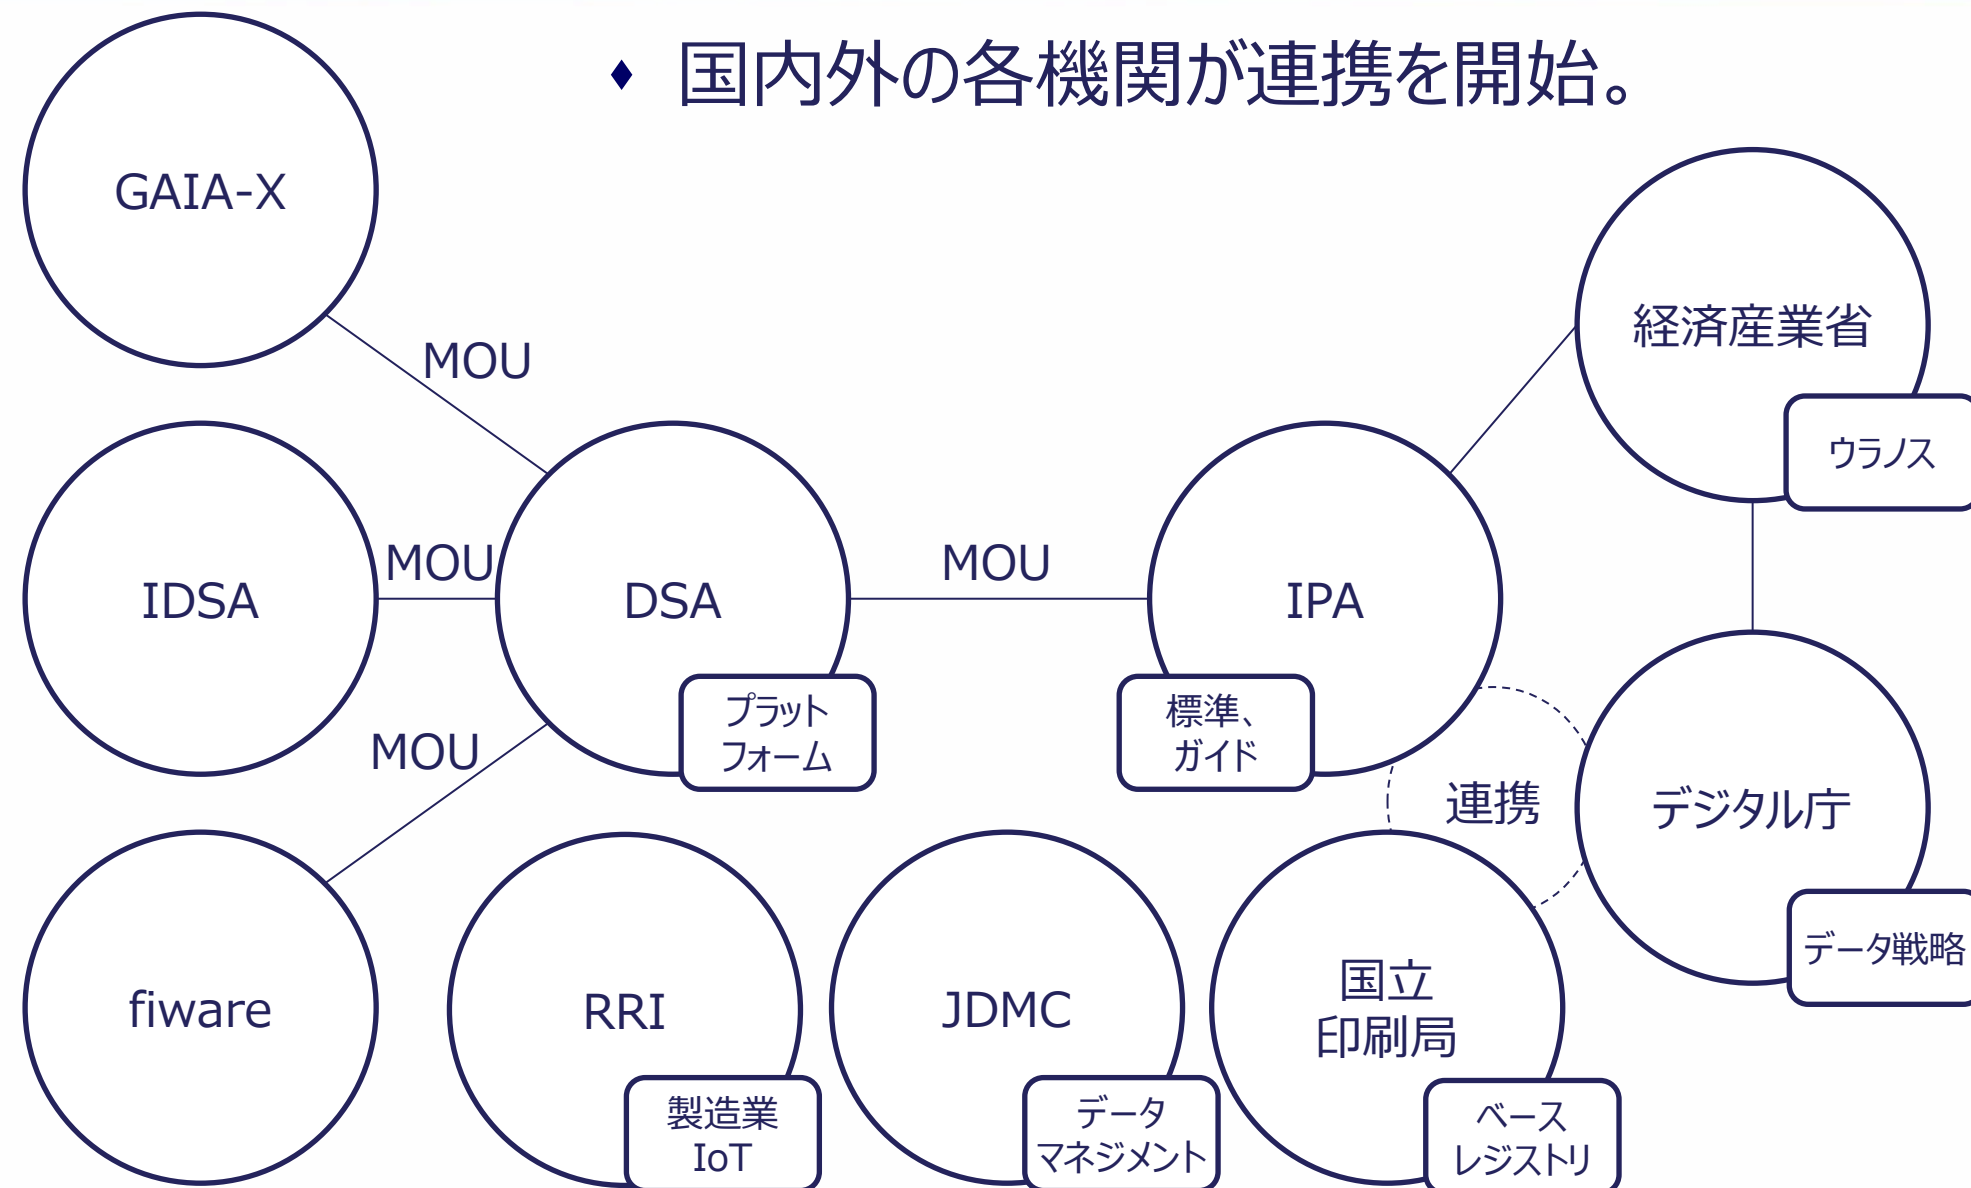 ♦ 国内外の各機関が連携を開始。
GAIA-X
経済産業省
MOU
ウラノス
MOU
MOU
IDSA
DSA
IPA
プラット
フォーム
標準、
ガイド
MOU
連携
デジタル庁
データ戦略
fiware
RRI
JDMC
国立
印刷局
製造業
IoT
データ
マネジメント
ベース
レジストリ